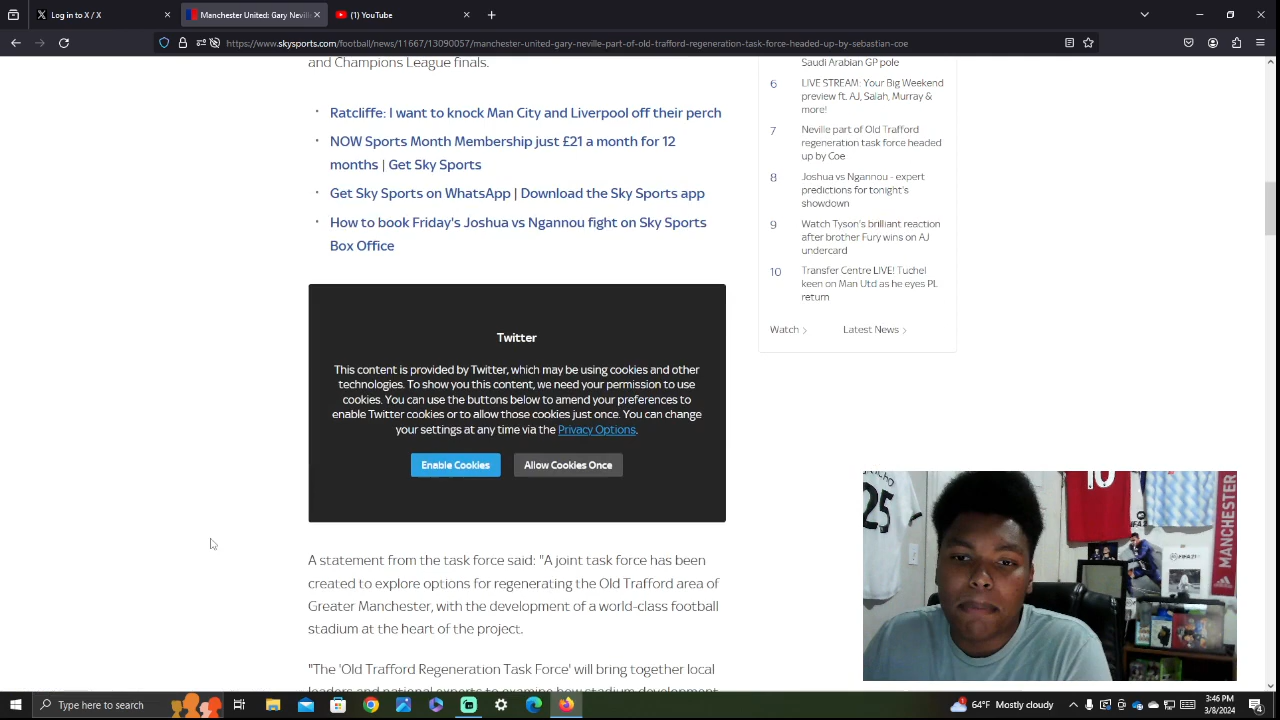 Log in to X / X
Manchester United: Gary Nevill
(1) YouTube
https://www.skysports.com/football/news/11667/13090057/manchester-united-gary-neville-part-of-old-trafford-regeneration-task-force-headed-up-by-sebastian-coe
and Champions League finals.
Ratcliffe: I want to knock Man City and Liverpool off their perch
NOW Sports Month Membership just £21 a month for 12
months | Get Sky Sports
Get Sky Sports on WhatsApp | Download the Sky Sports app
How to book Friday's Joshua vs Ngannou fight on Sky Sports
Box Office
Twitter
This content is provided by Twitter, which may be using cookies and other
technologies. To show you this content, we need your permission to use
cookies. You can use the buttons below to amend your preferences to
enable Twitter cookies or to allow those cookies just once. You can change
your settings at any time via the Privacy Options.
Enable Cookies
Allow Cookies Once
A statement from the task force said: "A joint task force has been
created to explore options for regenerating the Old Trafford area of
Greater Manchester, with the development of a world-class football
stadium at the heart of the project.
"The 'Old Trafford Regeneration Task Force' will bring together local
leaders and national experts to examine how stadium development
Saudi Arabian GP pole
6 LIVE STREAM: Your Big Weekend
preview ft. AJ, Salah, Murray &
more!
7 Neville part of Old Trafford
regeneration task force headed
up by Coe
8 Joshua vs Ngannou - expert
predictions for tonight's
showdown
9 Watch Tyson's brilliant reaction
after brother Fury wins on AJ
undercard
10 Transfer Centre LIVE! Tuchel
keen on Man Utd as he eyes PL
return
Watch
Latest News
25
10
MANCHESTER
Type here to search
64°F Mostly cloudy
3:46 PM
3/8/2024
4